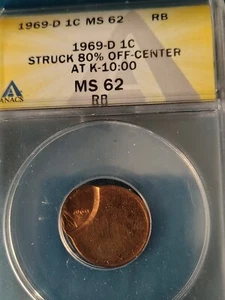 1969-D 1C MS 62 RB
1969-D 1C
STRUCK 80% OFF-CENTER
AT K-10:00
MS 62
RB
ANACS